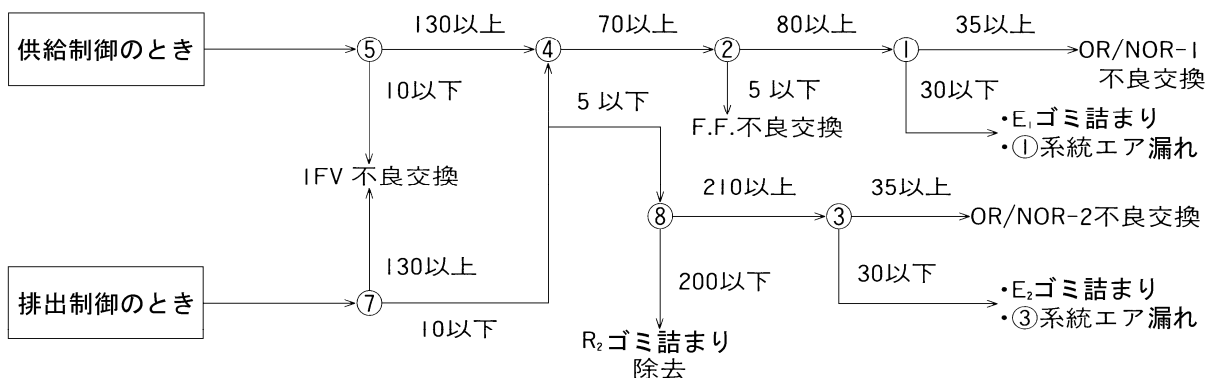 供給制御のとき
⑤
130以上
④
70以上
②
80以上
①
35以上
OR/NOR-1
不良交換
10以下
5 以下
5 以下
F.F.不良交換
30以下
・E₁ゴミ詰まり
・①系統エア漏れ
IFV 不良交換
⑧
210以上
③
35以上
OR/NOR-2不良交換
排出制御のとき
⑦
130以上
10以下
200以下
R₂ゴミ詰まり
除去
30以下
・E₂ゴミ詰まり
・③系統エア漏れ